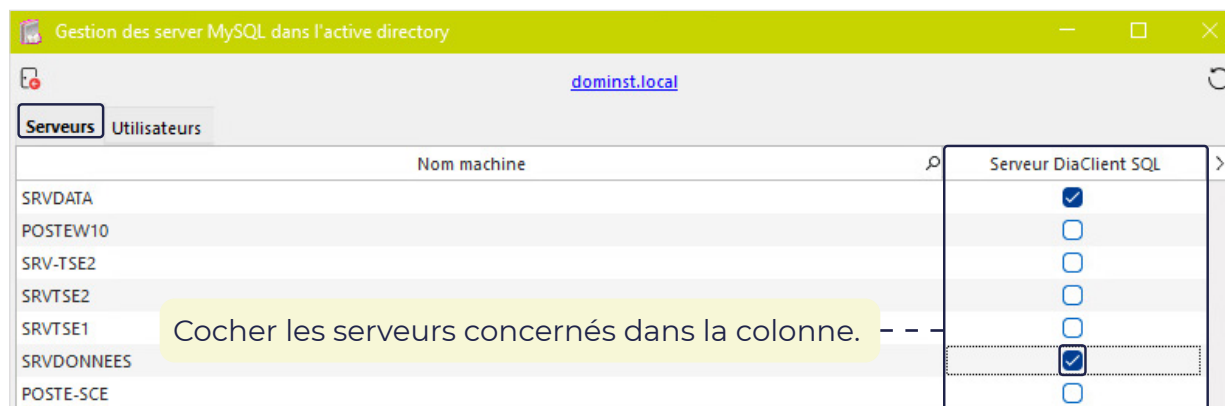 Gestion des server MySQL dans l'active directory
dominst.local
Serveurs Utilisateurs
Nom machine Serveur DiaClient SQL
SRVDATA
POSTEW10
SRV-TSE2
SRVTSE2
SRVTSE1
Cocher les serveurs concernés dans la colonne.
SRVDONNEES
POSTE-SCE